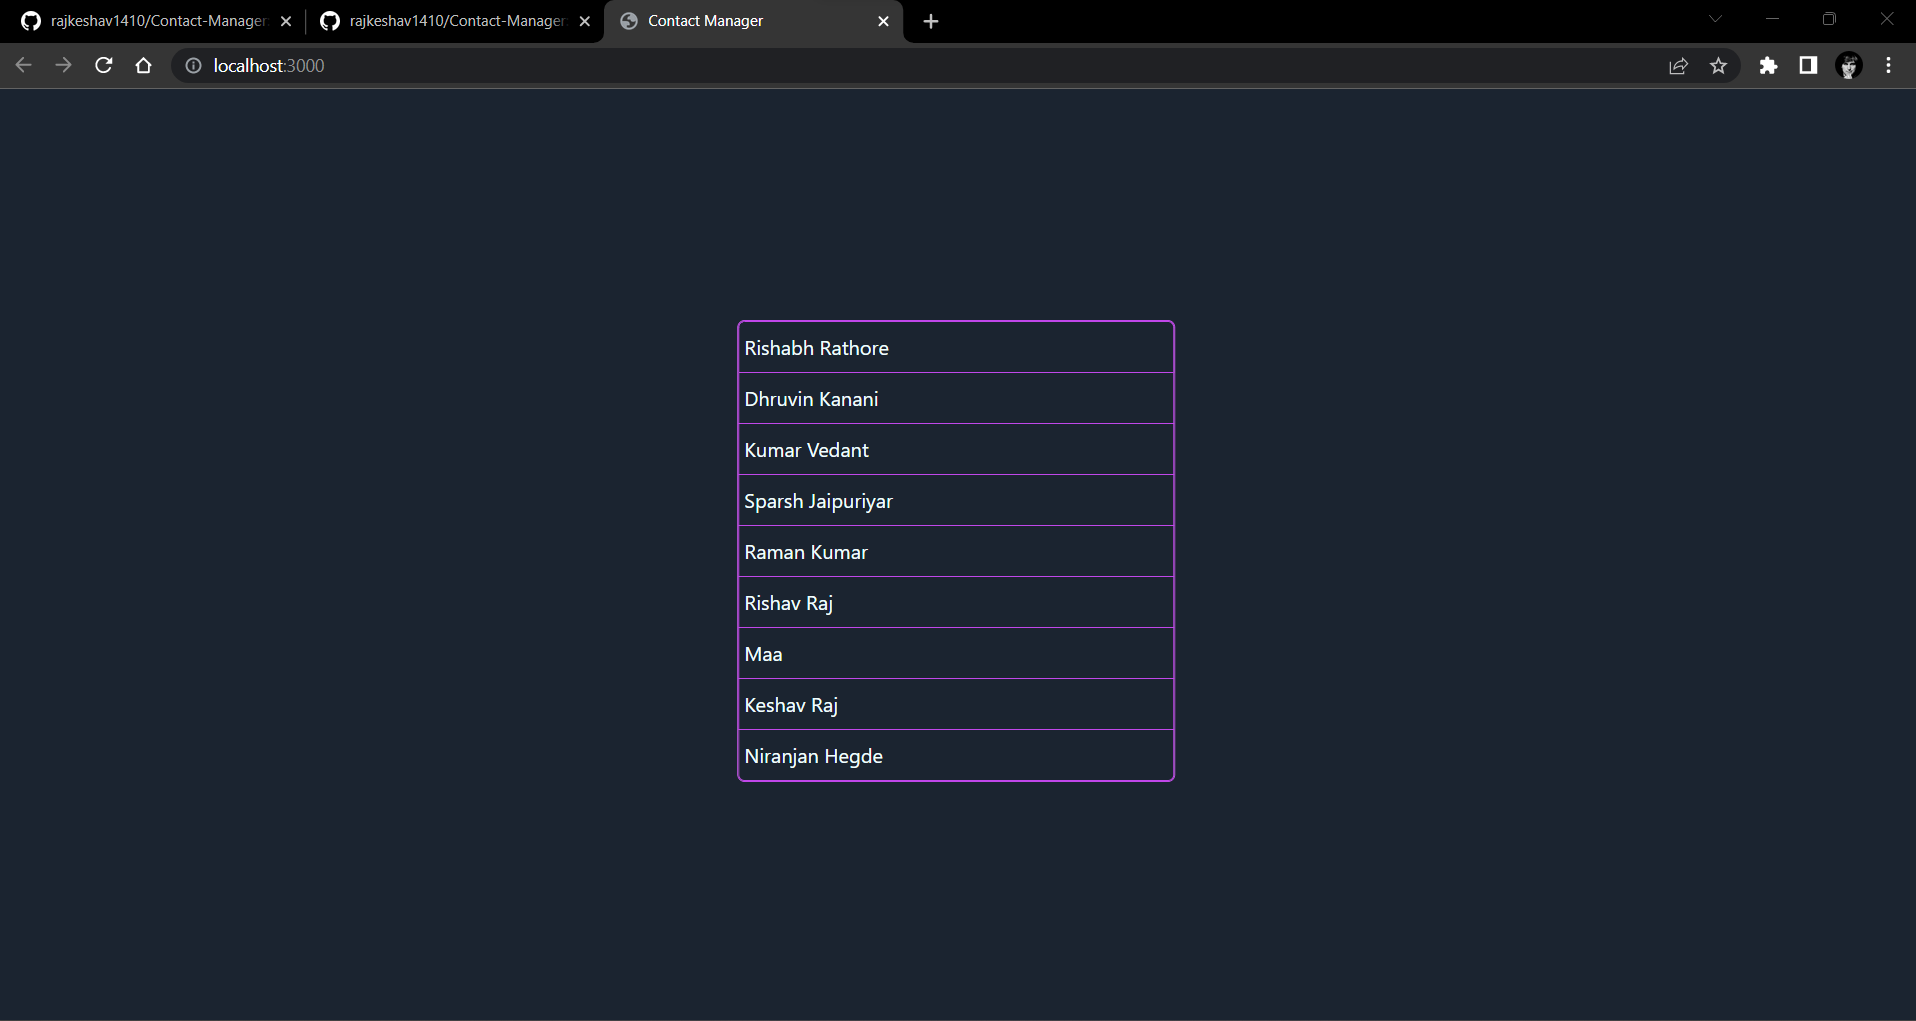 rajkeshav1410/Contact-Manager
rajkeshav1410/Contact-Manager
Contact Manager
localhost:3000
Rishabh Rathore
Dhruvin Kanani
Kumar Vedant
Sparsh Jaipuriyar
Raman Kumar
Rishav Raj
Maa
Keshav Raj
Niranjan Hegde